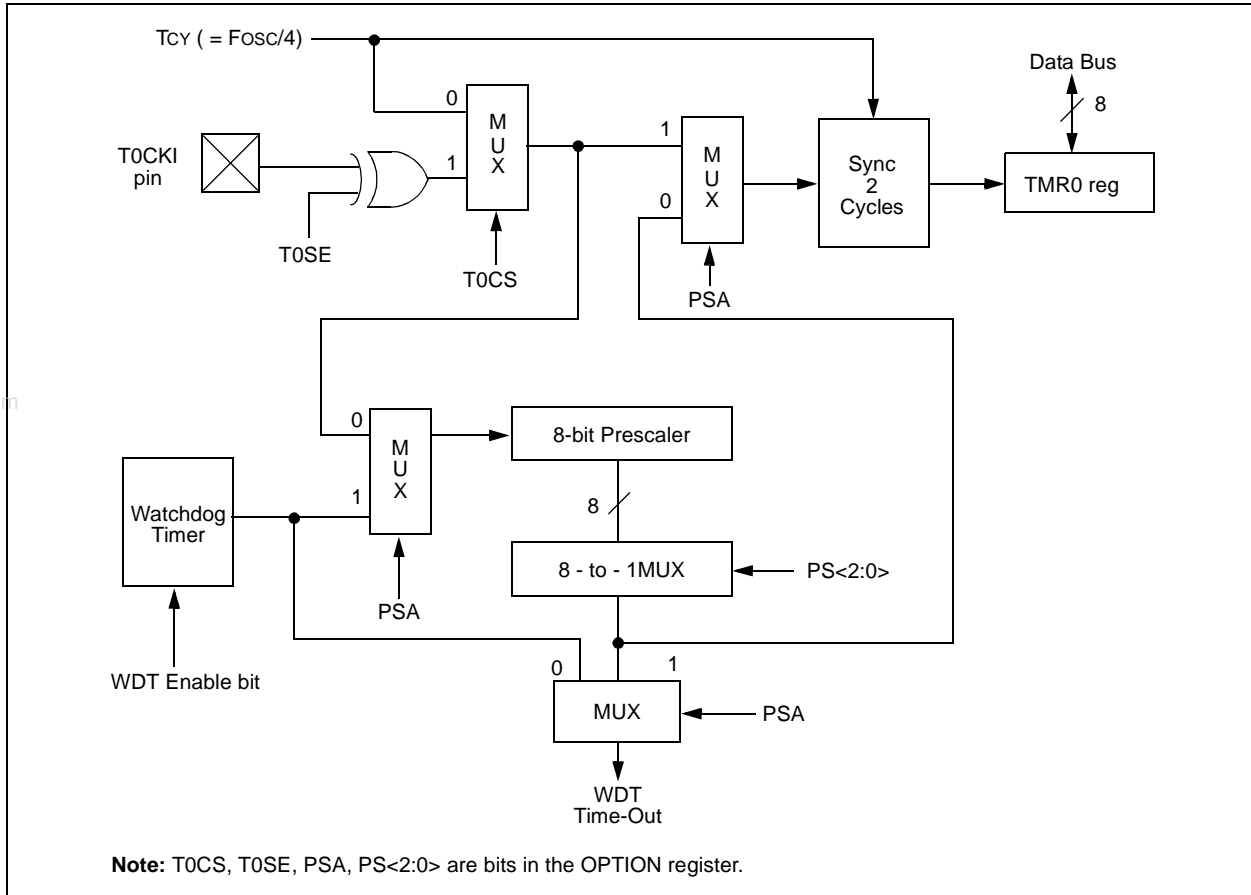 TCY ( = FOSC/4)
Data Bus
8
0
M
U
X
1
T0CKI
pin
T0SE
T0CS
1
M
U
X
0
PSA
Sync
2
Cycles
TMR0 reg
m
0
M
U
X
1
PSA
8-bit Prescaler
8
Watchdog
Timer
8 - to - 1MUX
PS<2:0>
WDT Enable bit
0
1
MUX
PSA
WDT
Time-Out
Note: T0CS, T0SE, PSA, PS<2:0> are bits in the OPTION register.